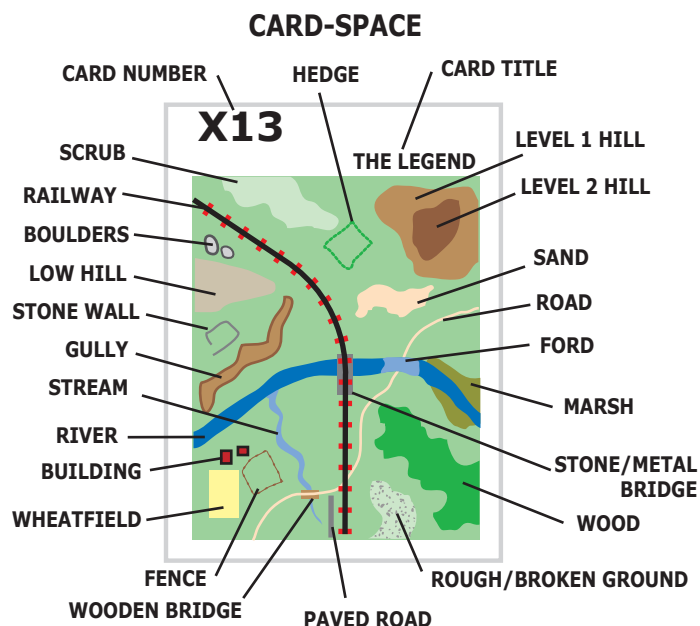 CARD-SPACE
CARD NUMBER
HEDGE
CARD TITLE
X13
THE LEGEND
SCRUB
RAILWAY
BOULDERS
LOW HILL
STONE WALL
GULLY
STREAM
RIVER
BUILDING
WHEATFIELD
LEVEL 1 HILL
LEVEL 2 HILL
SAND
ROAD
FORD
MARSH
STONE/METAL
BRIDGE
WOOD
FENCE
WOODEN BRIDGE
PAVED ROAD
ROUGH/BROKEN GROUND